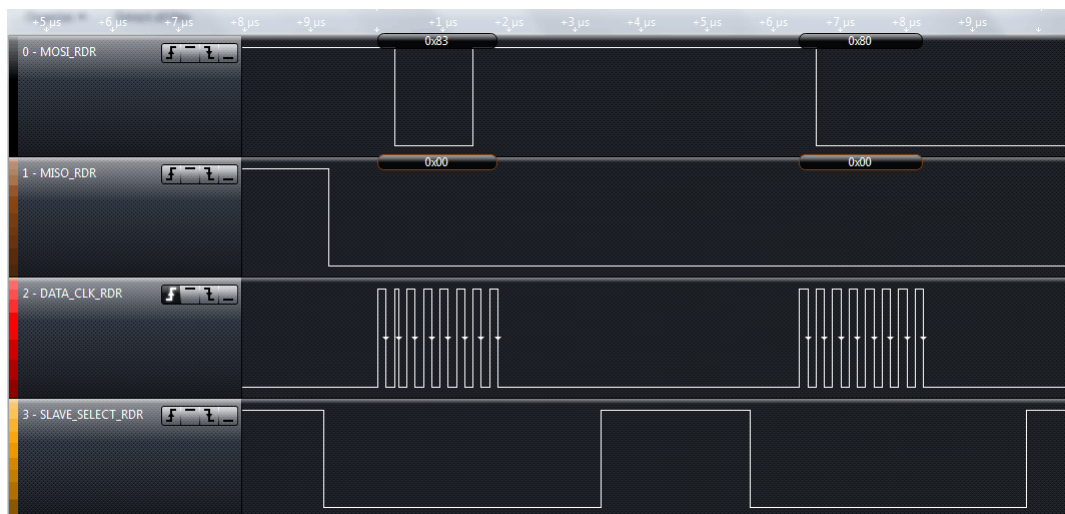 +5 µs +6 µs +7 µs +8 µs +9 µs +1 µs +2 µs +3 µs +4 µs +5 µs +6 µs +7 µs +8 µs +9 µs
0 - MOSI_RDR
0x83 0x80
1 - MISO_RDR
0x00 0x00
2 - DATA_CLK_RDR
3 - SLAVE_SELECT_RDR